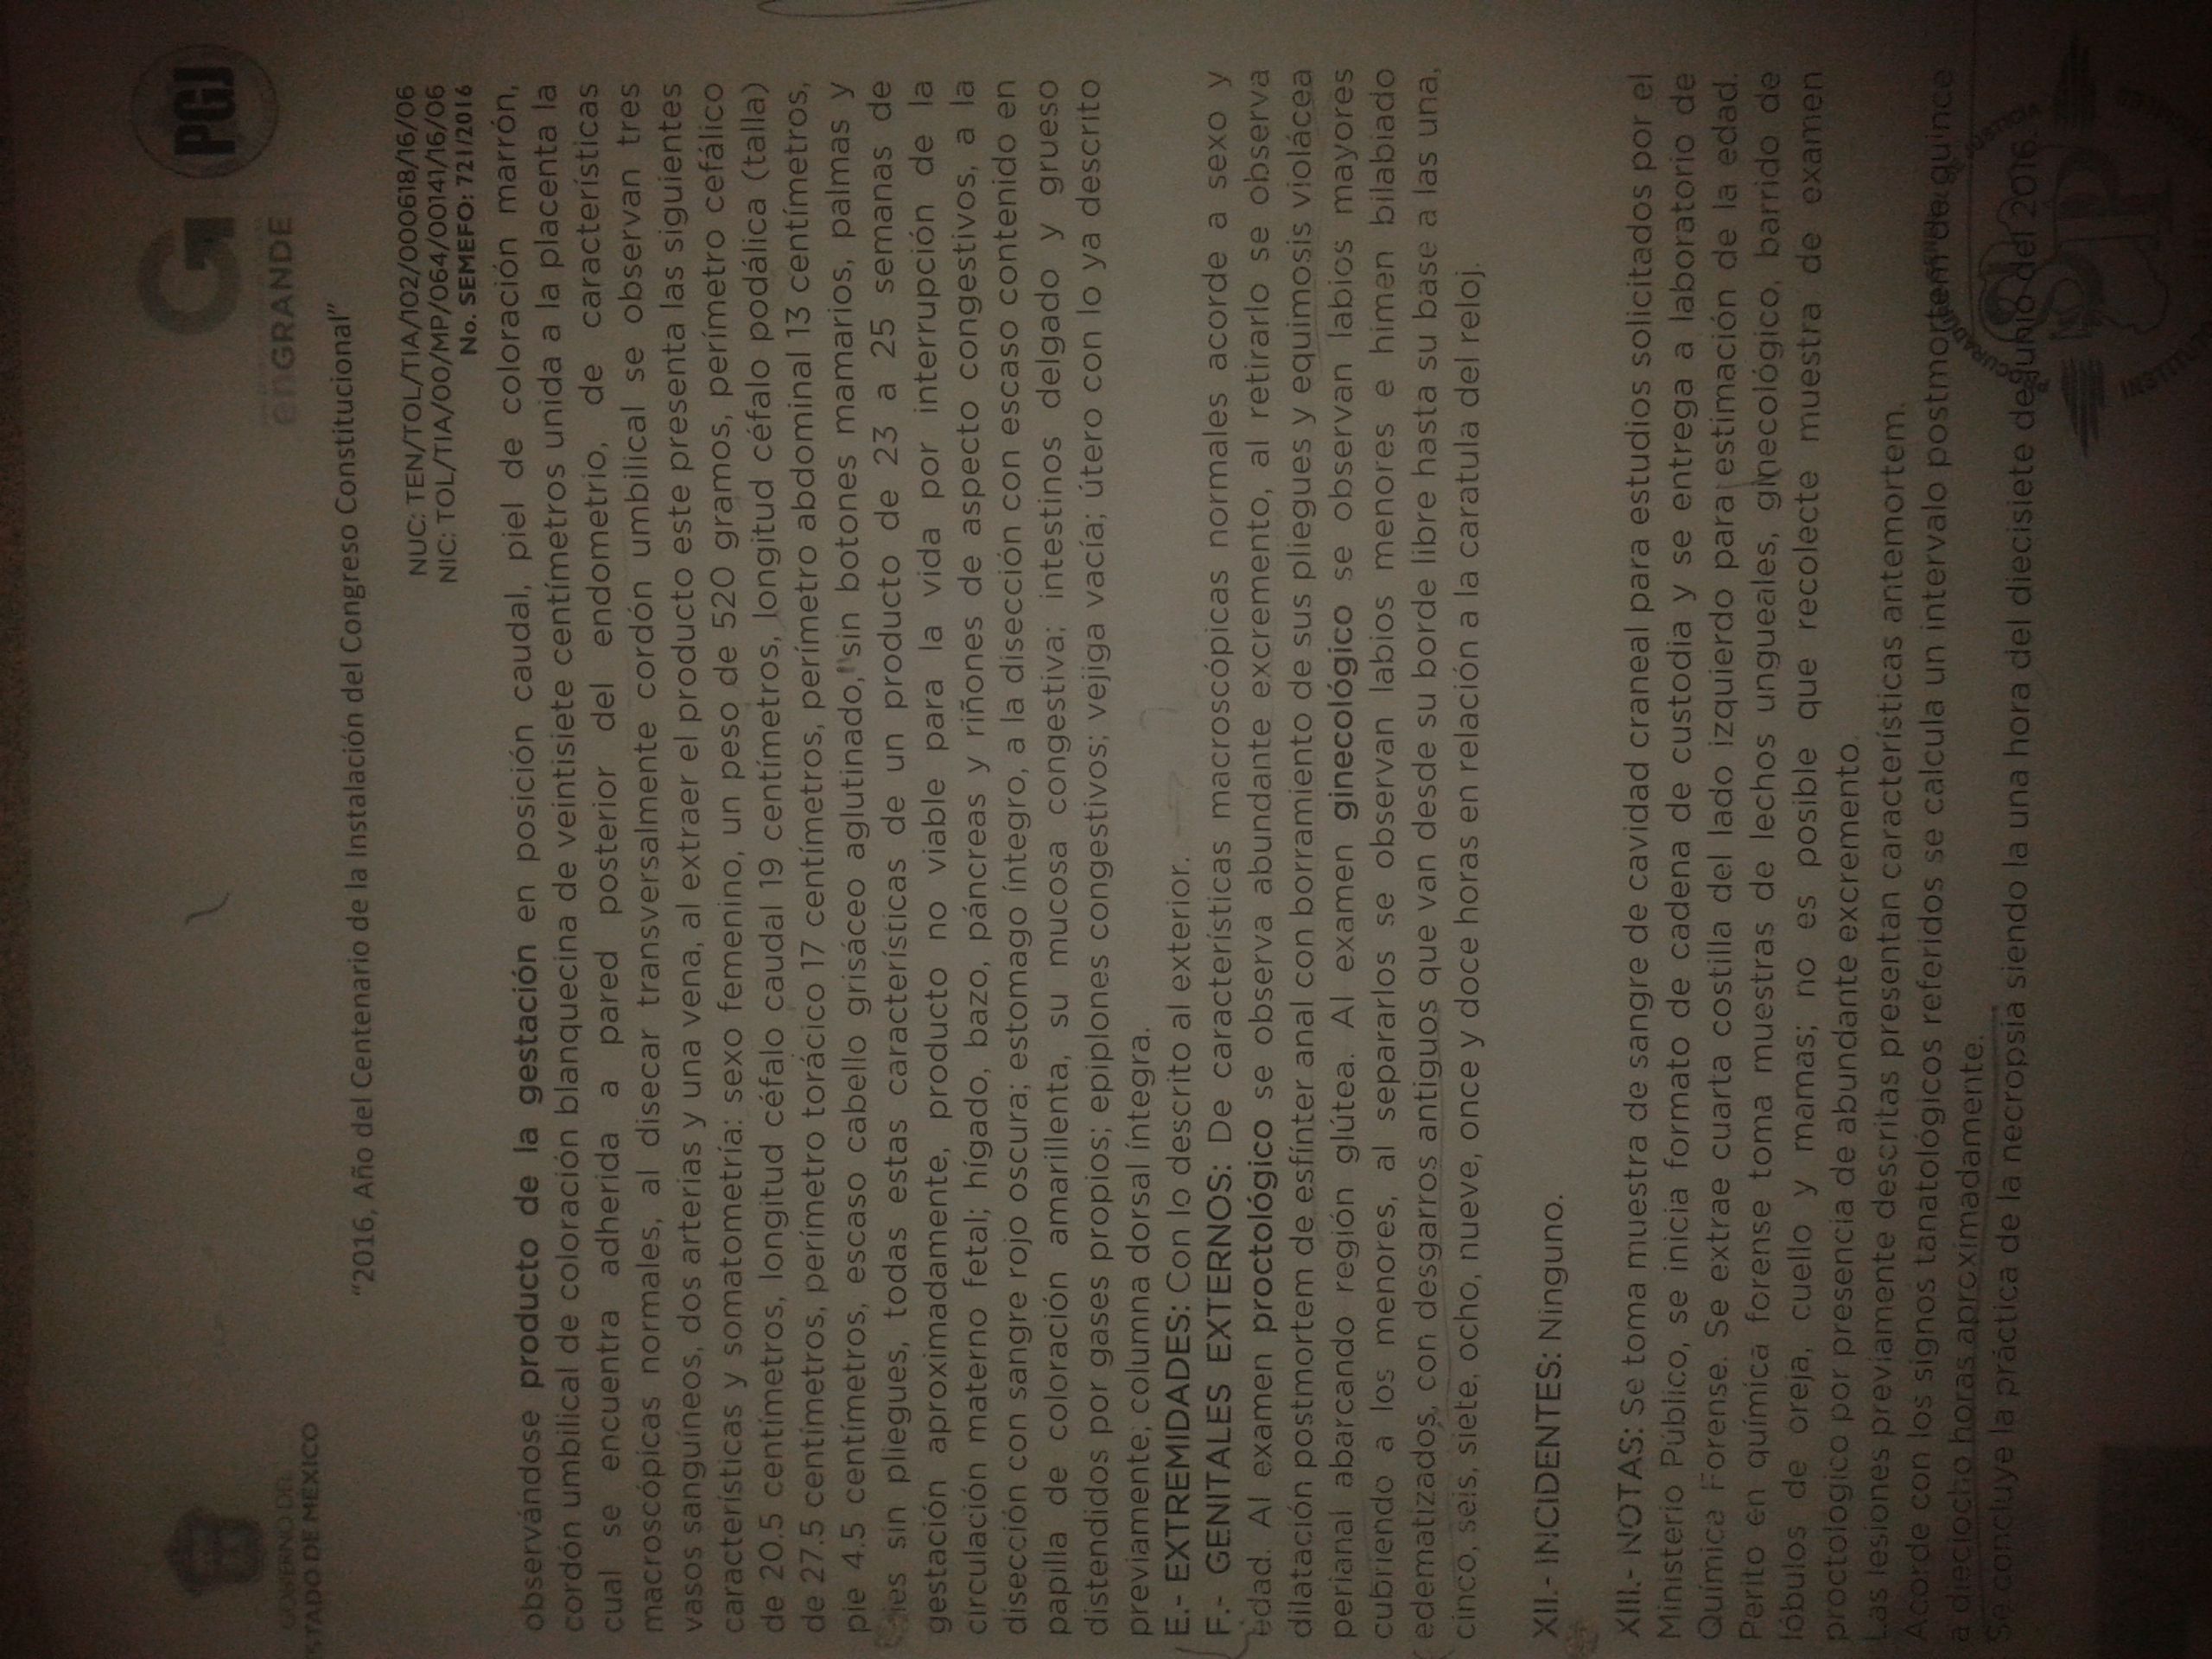 GOBIERNO DEL
ESTADO DE MÉXICO
enGRANDE
PGJ
"2016, Año del Centenario de la Instalación del Congreso Constitucional"
NUC: TEN/TOL/TIA/102/000618/16/06
NIC: TOL/TIA/00/MP/064/00141/16/06
No. SEMEFO: 721/2016
observándose producto de la gestación en posición caudal, piel de coloración marrón,
cordón umbilical de coloración blanquecina de veintisiete centímetros unida a la placenta la
cual se encuentra adherida a pared posterior del endometrio, de características
macroscópicas normales, al disecar transversalmente cordón umbilical se observan tres
vasos sanguíneos, dos arterias y una vena, al extraer el producto este presenta las siguientes
características y somatometría: sexo femenino, un peso de 520 gramos, perímetro cefálico
de 20.5 centímetros, longitud céfalo caudal 19 centímetros, longitud céfalo podálica (talla)
de 27.5 centímetros, perímetro torácico 17 centímetros, perímetro abdominal 13 centímetros,
pie 4.5 centímetros, escaso cabello grisáceo aglutinado, sin botones mamarios, palmas y
pies sin pliegues, todas estas características de un producto de 23 a 25 semanas de
gestación aproximadamente, producto no viable para la vida por interrupción de la
circulación materno fetal; hígado, bazo, páncreas y riñones de aspecto congestivos, a la
disección con sangre rojo oscura; estomago íntegro, a la disección con escaso contenido en
papilla de coloración amarillenta, su mucosa congestiva; intestinos delgado y grueso
distendidos por gases propios; epiplones congestivos; vejiga vacía; útero con lo ya descrito
previamente; columna dorsal íntegra.
E.- EXTREMIDADES: Con lo descrito al exterior.
F.- GENITALES EXTERNOS: De características macroscópicas normales acorde a sexo y
edad. Al examen proctológico se observa abundante excremento, al retirarlo se observa
dilatación postmortem de esfínter anal con borramiento de sus pliegues y equimosis violácea
perianal abarcando región glútea. Al examen ginecológico se observan labios mayores
cubriendo a los menores, al separarlos se observan labios menores e himen bilabiado
edematizados, con desgarros antiguos que van desde su borde libre hasta su base a las una,
cinco, seis, siete, ocho, nueve, once y doce horas en relación a la caratula del reloj.
XII.- INCIDENTES: Ninguno.
XIII.- NOTAS: Se toma muestra de sangre de cavidad craneal para estudios solicitados por el
Ministerio Público, se inicia formato de cadena de custodia y se entrega a laboratorio de
Química Forense. Se extrae cuarta costilla del lado izquierdo para estimación de la edad.
Perito en química forense toma muestras de lechos ungueales, ginecológico, barrido de
lóbulos de oreja, cuello y mamas; no es posible que recolecte muestra de examen
proctológico por presencia de abundante excremento.
Las lesiones previamente descritas presentan características antemortem.
Acorde con los signos tanatológicos referidos se calcula un intervalo postmortem de quince
a dieciocho horas aproximadamente.
Se concluye la práctica de la necropsia siendo la una hora del diecisiete de junio del 2016.